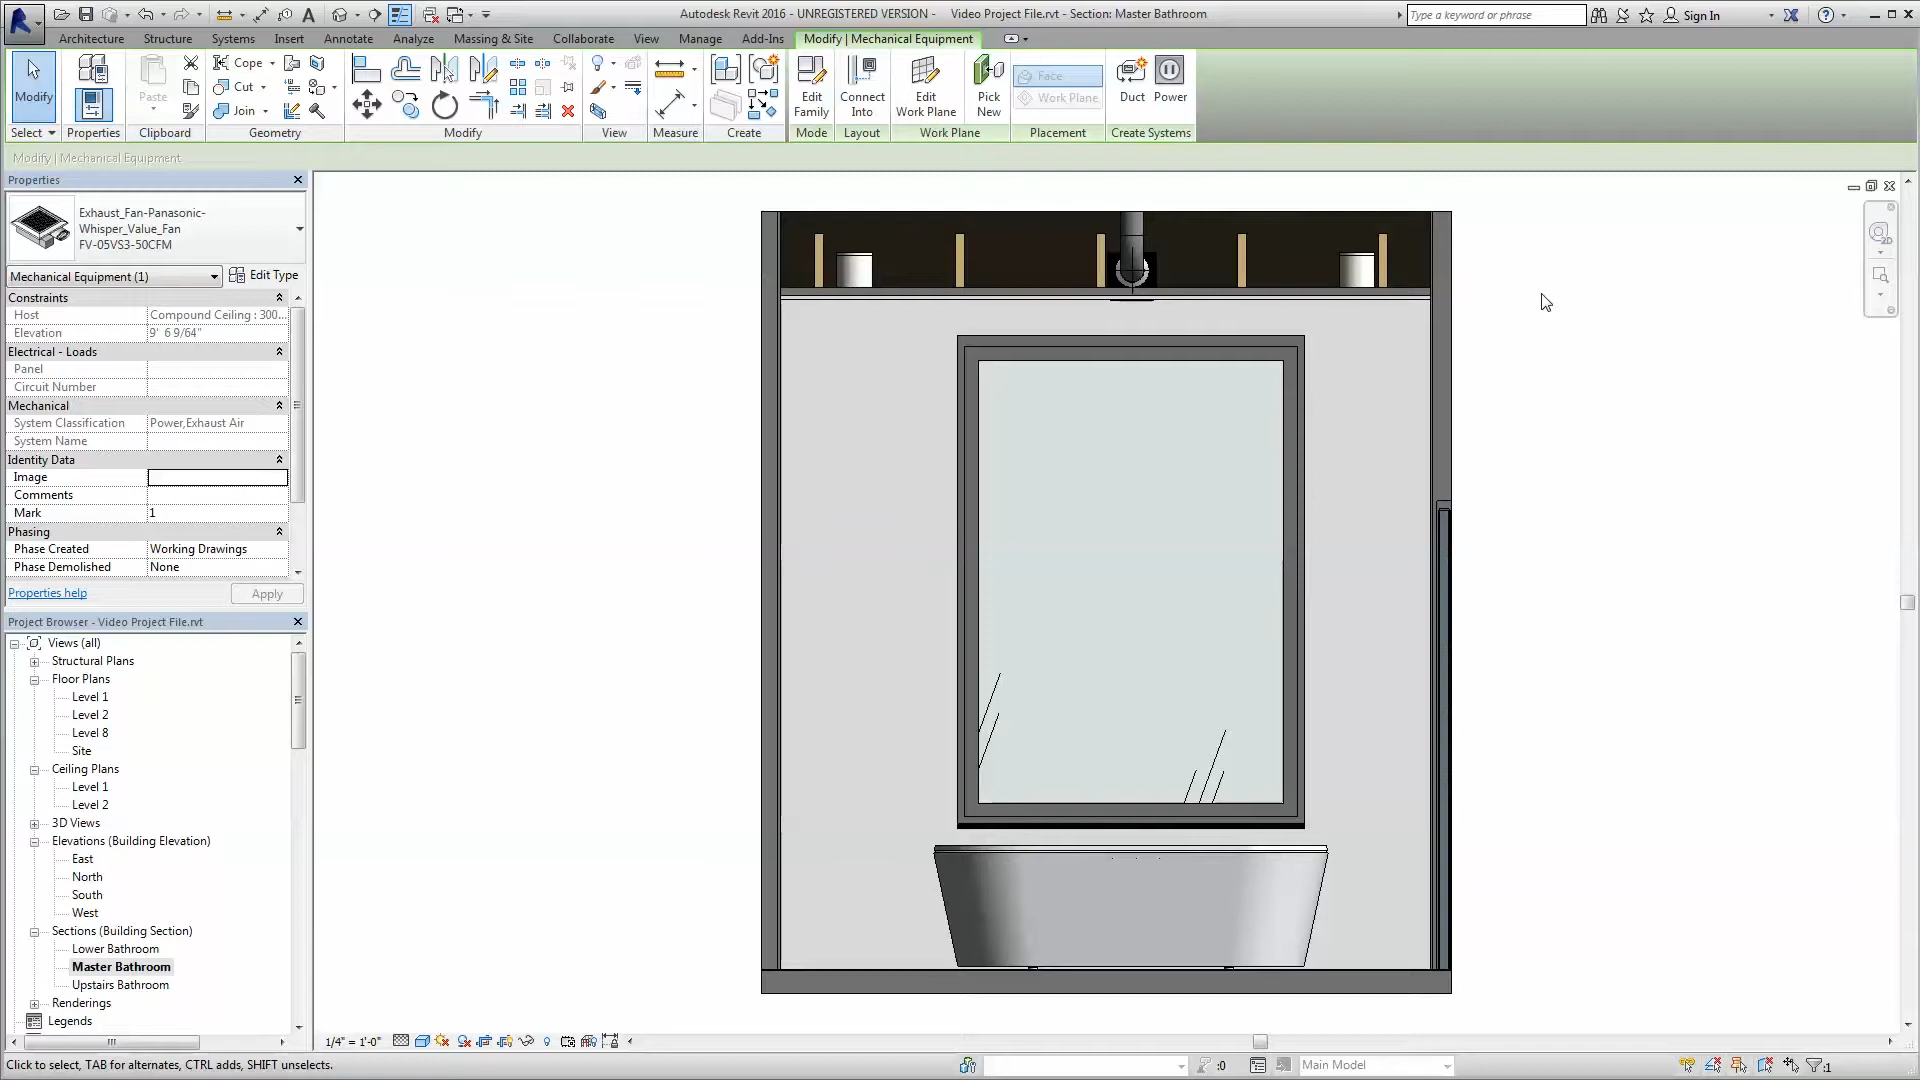 Autodesk Revit 2016 - UNREGISTERED VERSION - Video Project File.rvt - Section: Master Bathroom
Type a keyword or phrase
Sign In
Architecture Structure Systems Insert Annotate Analyze Massing & Site Collaborate View Manage Add-Ins Modify | Mechanical Equipment
Modify
Paste
Cope
Cut
Join
Edit Family
Connect Into
Edit Work Plane
Pick New
Face
Work Plane
Duct
Power
Select Properties Clipboard Geometry Modify View Measure Create Mode Layout Work Plane Placement Create Systems
Modify | Mechanical Equipment
Properties
Exhaust_Fan-Panasonic-
Whisper_Value_Fan
FV-05VS3-50CFM
Mechanical Equipment (1) Edit Type
Constraints
Host Compound Ceiling : 300...
Elevation 9' 6 9/64"
Electrical - Loads
Panel
Circuit Number
Mechanical
System Classification Power,Exhaust Air
System Name
Identity Data
Image
Comments
Mark 1
Phasing
Phase Created Working Drawings
Phase Demolished None
Properties help Apply
Project Browser - Video Project File.rvt
Views (all)
Structural Plans
Floor Plans
Level 1
Level 2
Level 8
Site
Ceiling Plans
Level 1
Level 2
3D Views
Elevations (Building Elevation)
East
North
South
West
Sections (Building Section)
Lower Bathroom
Master Bathroom
Upstairs Bathroom
Renderings
Legends
1/4" = 1'-0"
Click to select, TAB for alternates, CTRL adds, SHIFT unselects.
:0
Main Model
:1